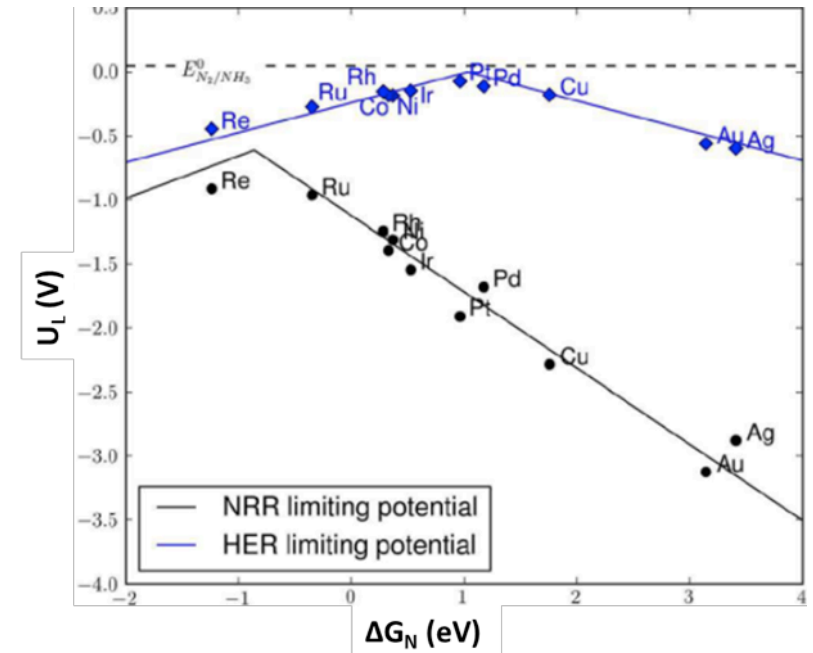 0.5
0.0
−0.5
−1.0
−1.5
−2.0
−2.5
−3.0
−3.5
−4.0
U_L (V)
E⁰_N₂/NH₃
Re
Ru
Rh
Co
Ni
Ir
Pt
Pd
Cu
Au
Ag
Re
Ru
Rh
Ni
Co
Ir
Pd
Pt
Cu
Ag
Au
NRR limiting potential
HER limiting potential
−2
−1
0
1
2
3
4
ΔG_N (eV)